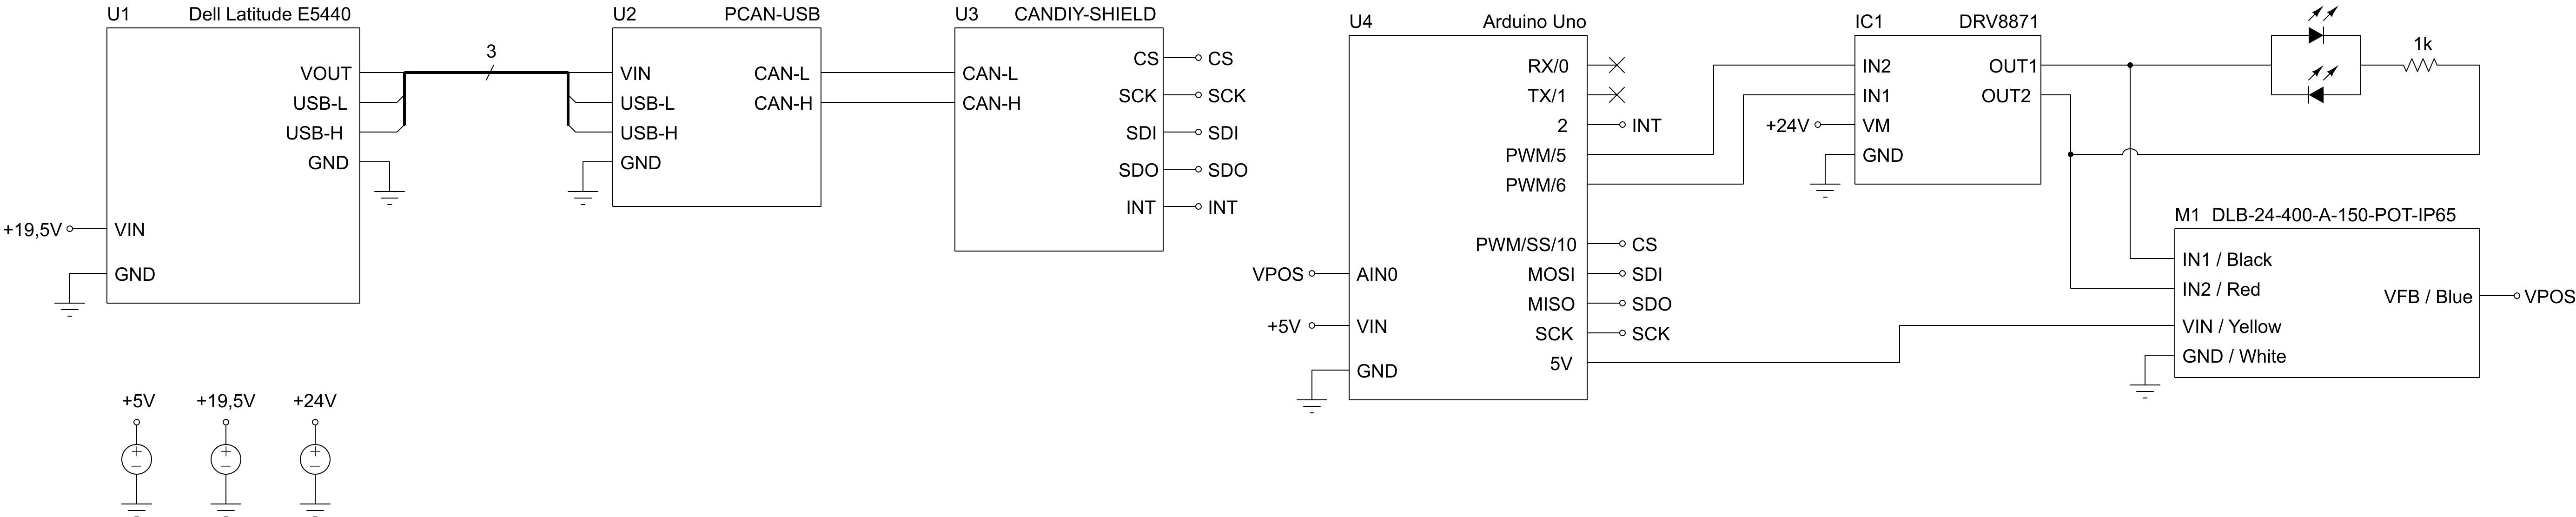 U1 Dell Latitude E5440
VOUT
USB-L
USB-H
GND
+19,5V VIN
GND
3
U2 PCAN-USB
VIN CAN-L
USB-L CAN-H
USB-H
GND
U3 CANDIY-SHIELD
CS CS
CAN-L
SCK SCK
CAN-H
SDI SDI
SDO SDO
INT INT
U4 Arduino Uno
RX/0
TX/1
2 INT
PWM/5
PWM/6
PWM/SS/10 CS
VPOS AIN0 MOSI SDI
MISO SDO
+5V VIN SCK SCK
5V
GND
IC1 DRV8871
IN2 OUT1
IN1 OUT2
+24V VM
GND
1k
M1 DLB-24-400-A-150-POT-IP65
IN1 / Black
IN2 / Red
VFB / Blue VPOS
VIN / Yellow
GND / White
+5V +19,5V +24V